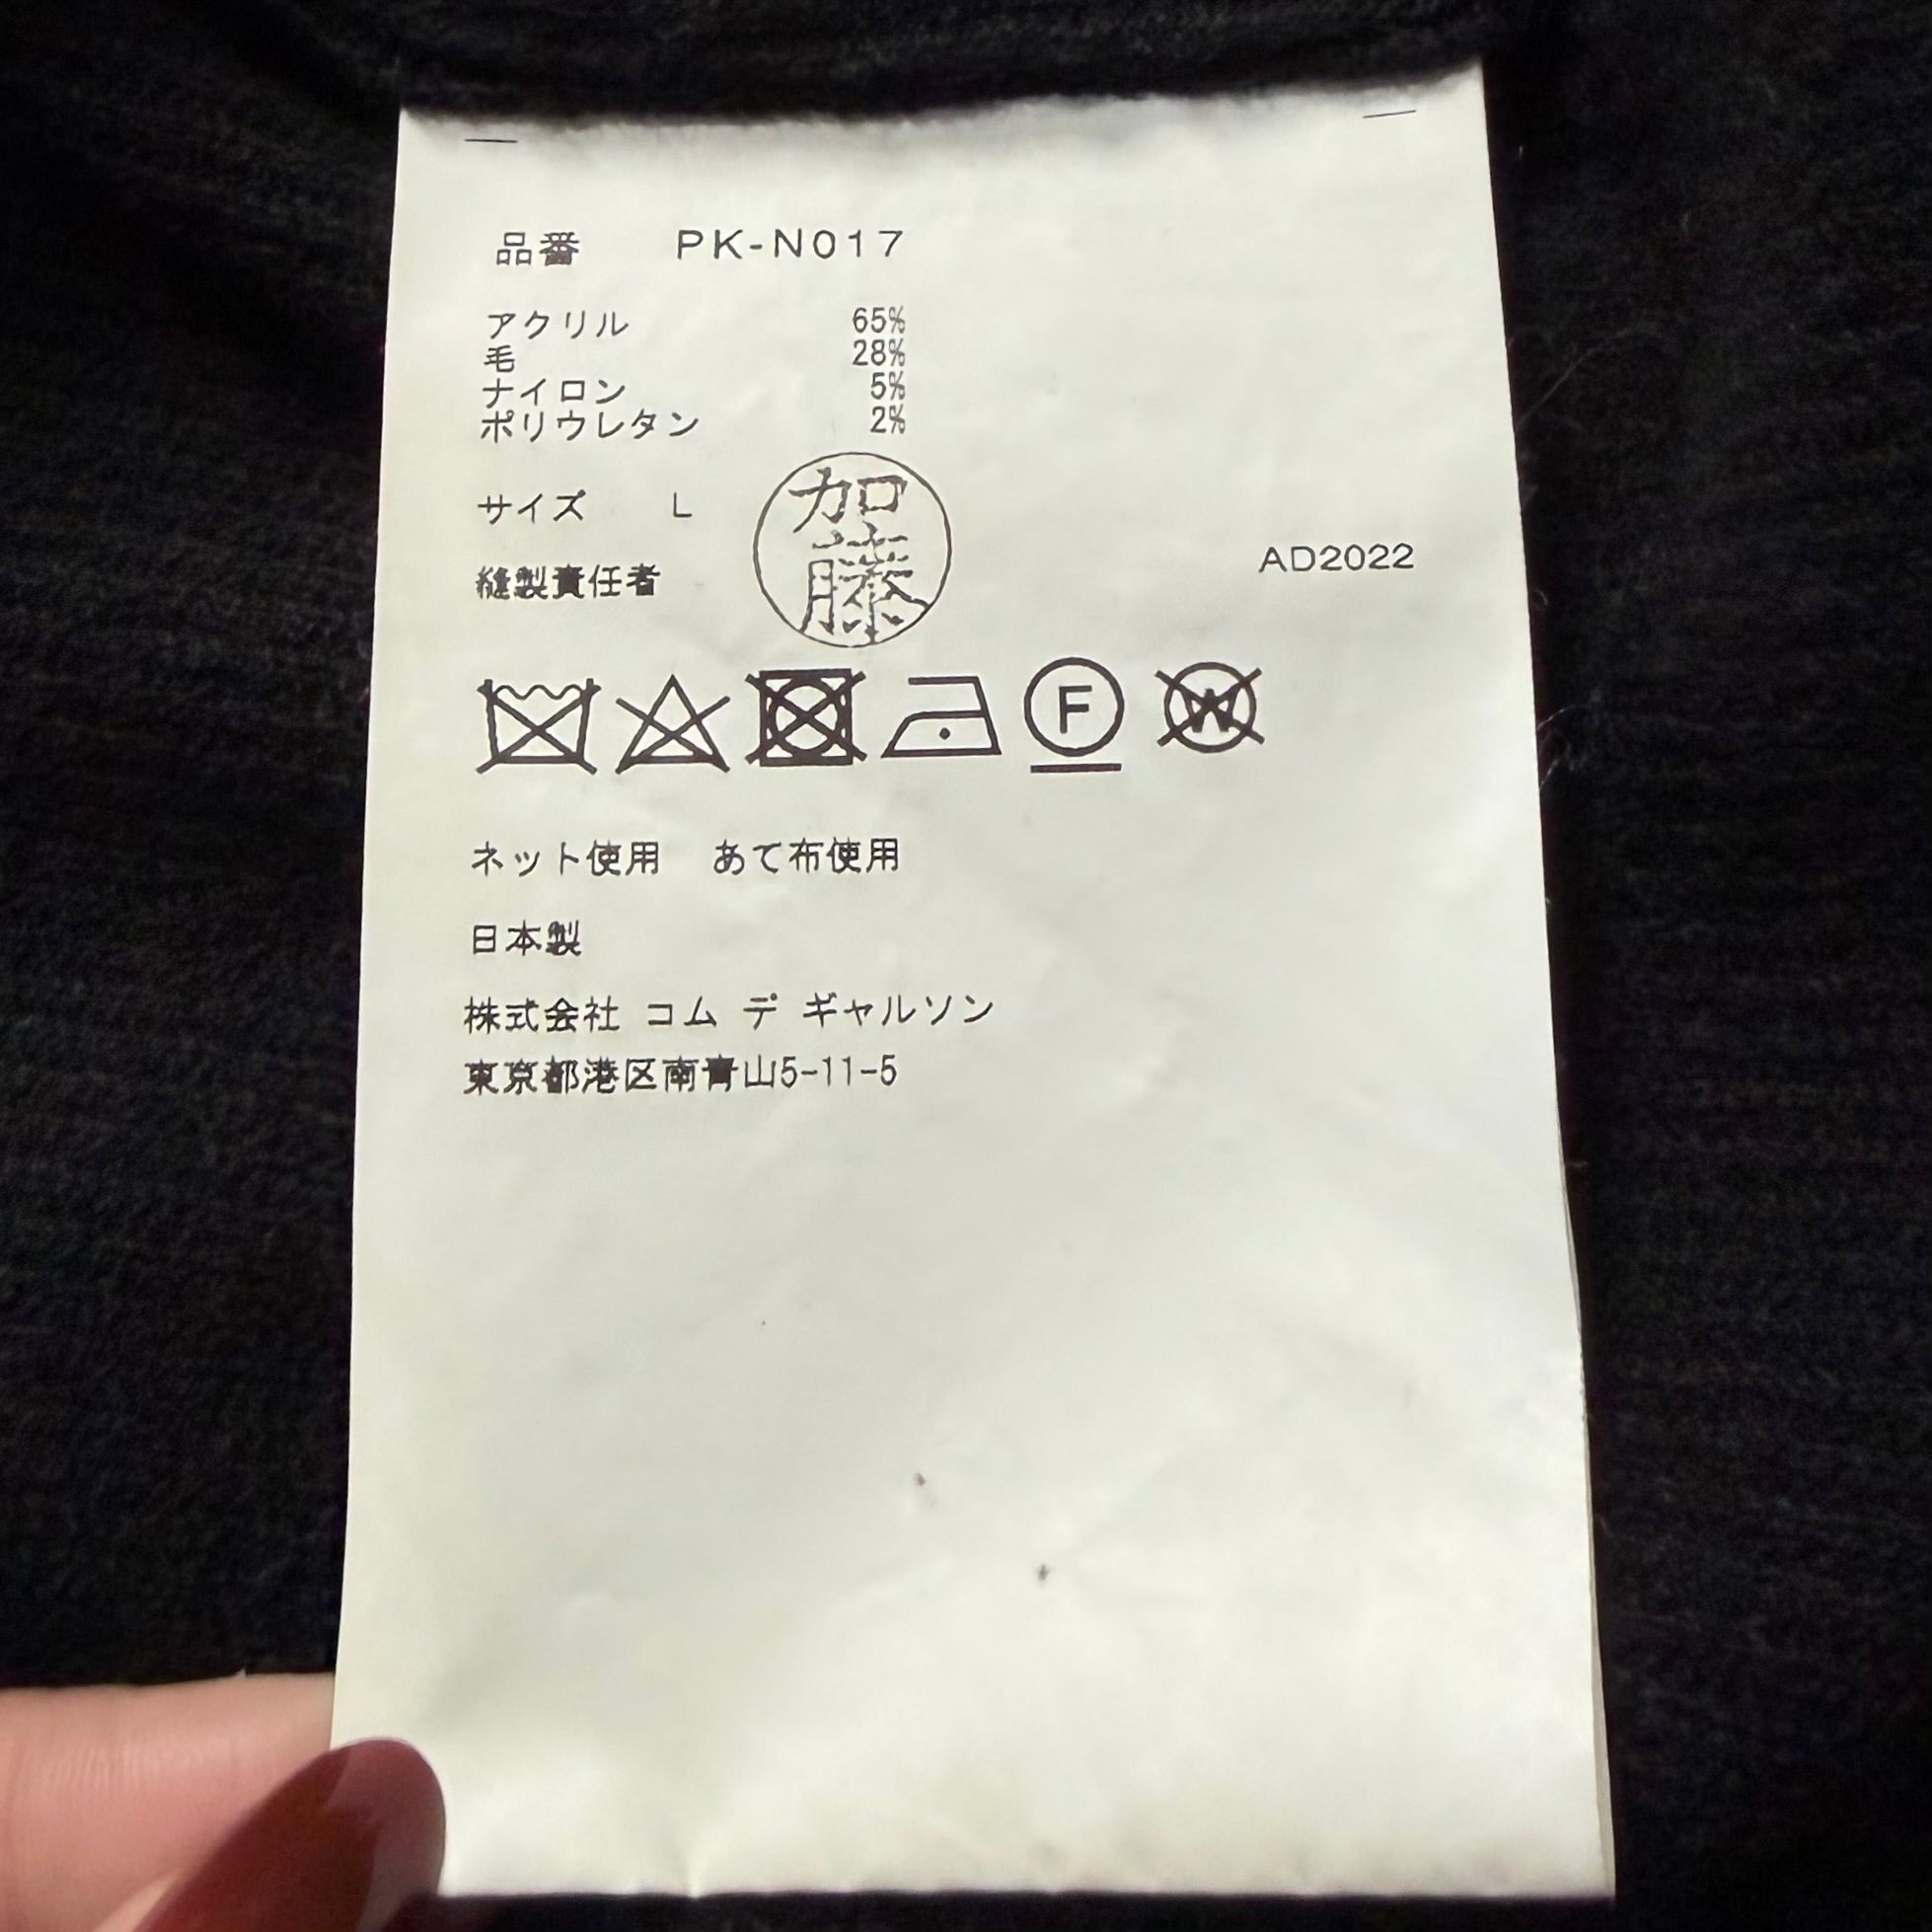 品番 PK-N017
アクリル 65%
毛 28%
ナイロン 5%
ポリウレタン 2%
サイズ L
加藤
縫製責任者
AD2022
F
W
ネット使用 あて布使用
日本製
株式会社 コム デ ギャルソン
東京都港区南青山5-11-5